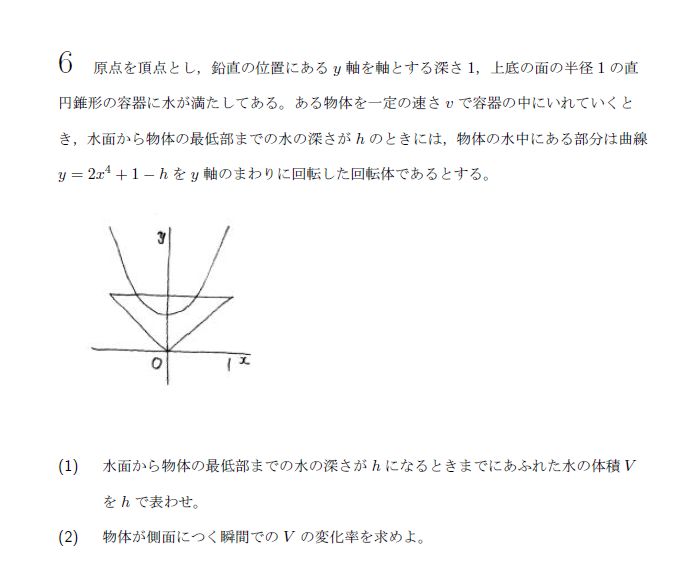 6 原点を頂点とし，鉛直の位置にある y 軸を軸とする深さ 1，上底の面の半径 1 の直
円錐形の容器に水が満たしてある。ある物体を一定の速さ v で容器の中にいれていくと
き，水面から物体の最低部までの水の深さが h のときには，物体の水中にある部分は曲線
y = 2x⁴ + 1 − h を y 軸のまわりに回転した回転体であるとする。
y
O 1 x
(1) 水面から物体の最低部までの水の深さが h になるときまでにあふれた水の体積 V
を h で表わせ。
(2) 物体が側面につく瞬間での V の変化率を求めよ。